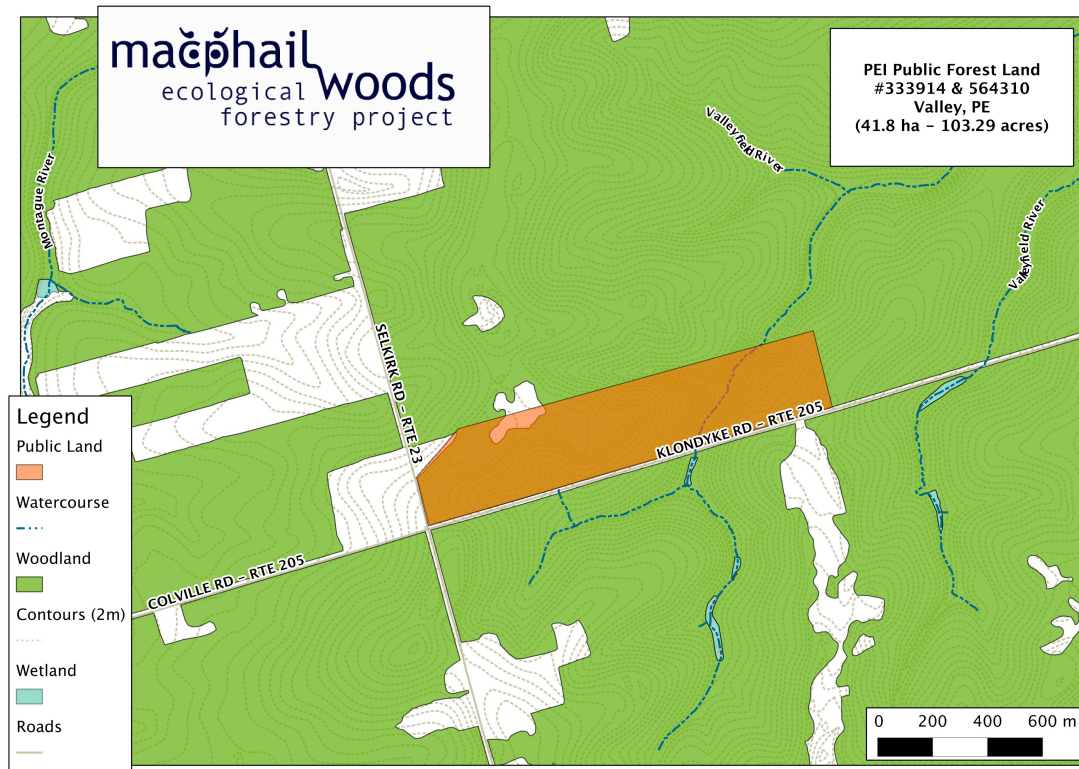 macphail
woods
ecological
forestry project
PEI Public Forest Land
#333914 & 564310
Valley, PE
(41.8 ha - 103.29 acres)
Montague River
Valleyfield River
Valleyfield River
SELKIRK RD - RTE 23
KLONDYKE RD - RTE 205
COLVILLE RD - RTE 205
Legend
Public Land
Watercourse
Woodland
Contours (2m)
Wetland
Roads
0 200 400 600 m